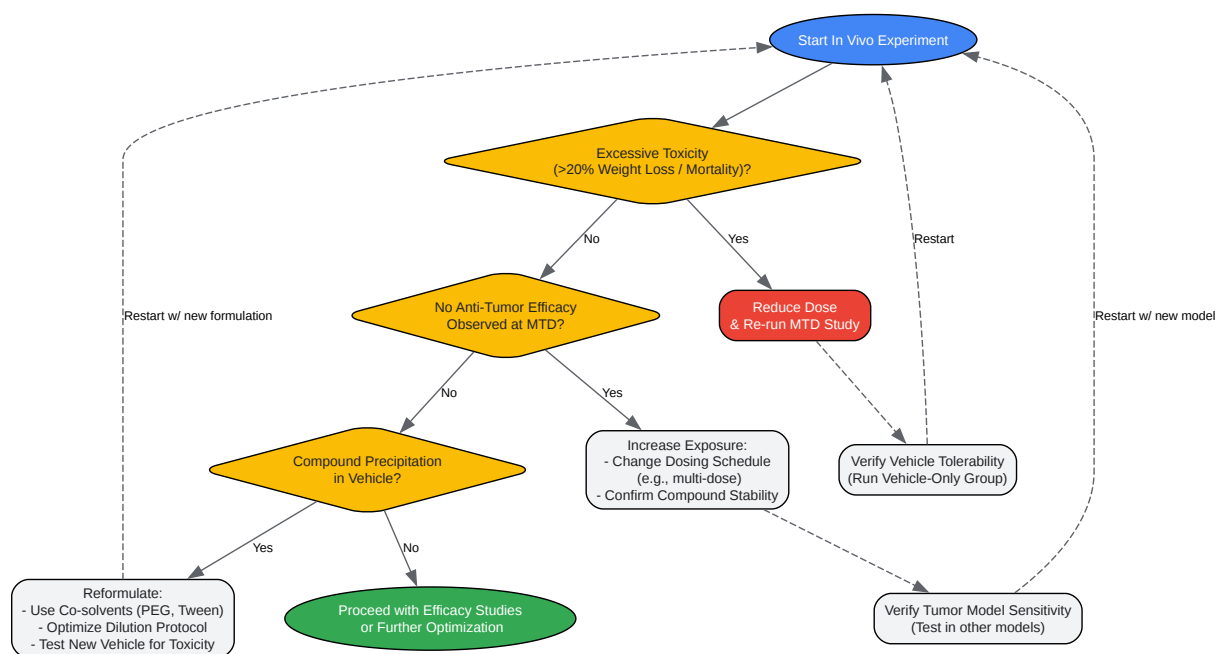 Start In Vivo Experiment
Excessive Toxicity
(>20% Weight Loss / Mortality)?
No
Yes
Restart
No Anti-Tumor Efficacy
Observed at MTD?
Reduce Dose
& Re-run MTD Study
Restart w/ new formulation
Restart w/ new model
No
Yes
Increase Exposure:
- Change Dosing Schedule
(e.g., multi-dose)
- Confirm Compound Stability
Verify Vehicle Tolerability
(Run Vehicle-Only Group)
Compound Precipitation
in Vehicle?
Yes
No
Reformulate:
- Use Co-solvents (PEG, Tween)
- Optimize Dilution Protocol
- Test New Vehicle for Toxicity
Proceed with Efficacy Studies
or Further Optimization
Verify Tumor Model Sensitivity
(Test in other models)